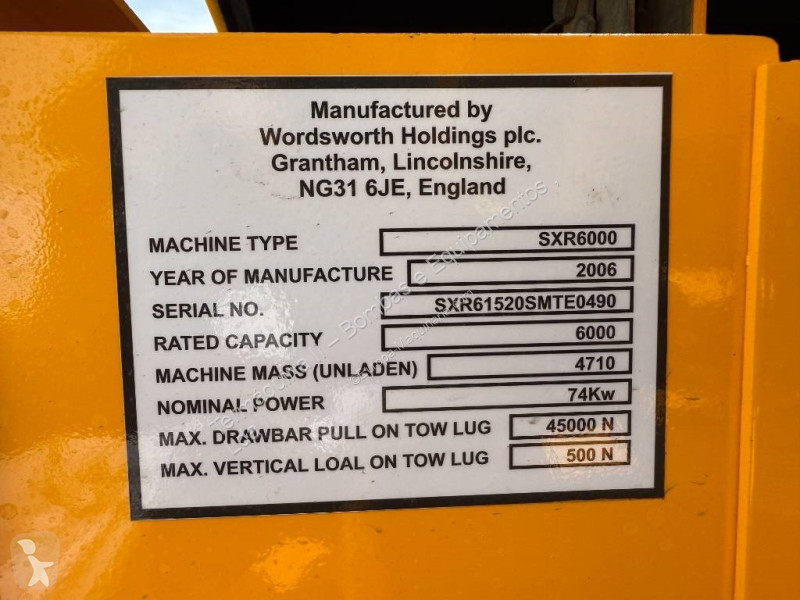 Manufactured by
Wordsworth Holdings plc.
Grantham, Lincolnshire,
NG31 6JE, England
MACHINE TYPE SXR6000
YEAR OF MANUFACTURE 2006
SERIAL NO. SXR61520SMTE0490
RATED CAPACITY 6000
MACHINE MASS (UNLADEN) 4710
NOMINAL POWER 74Kw
MAX. DRAWBAR PULL ON TOW LUG 45000 N
MAX. VERTICAL LOAL ON TOW LUG 500 N
Bombas e Equipamentos